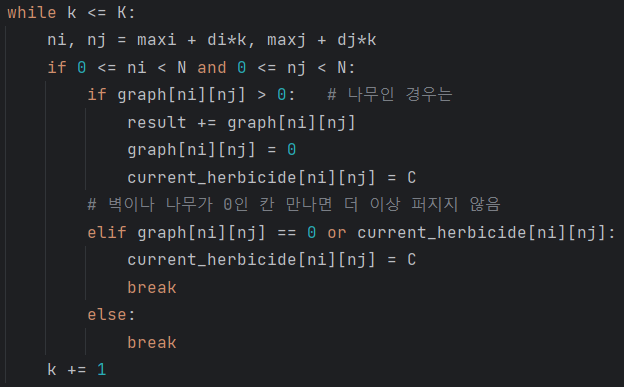 while k <= K:
    ni, nj = maxi + di*k, maxj + dj*k
    if 0 <= ni < N and 0 <= nj < N:
        if graph[ni][nj] > 0:   # 나무인 경우는
            result += graph[ni][nj]
            graph[ni][nj] = 0
            current_herbicide[ni][nj] = C
        # 벽이나 나무가 0인 칸 만나면 더 이상 퍼지지 않음
        elif graph[ni][nj] == 0 or current_herbicide[ni][nj]:
            current_herbicide[ni][nj] = C
            break
        else:
            break
    k += 1